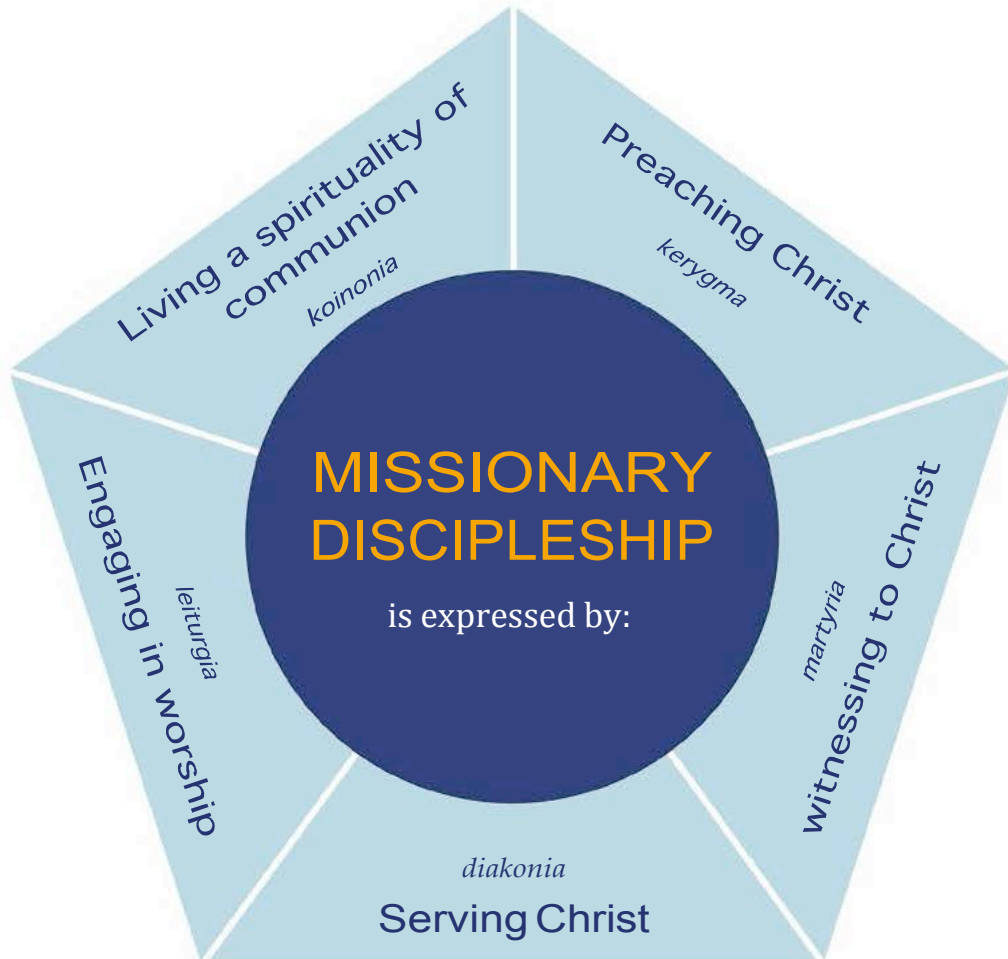 Living a spirituality of
communion
koinonia
Preaching Christ
kerygma
MISSIONARY
DISCIPLESHIP
is expressed by:
Engaging in worship
leiturgia
witnessing to Christ
martyria
diakonia
Serving Christ